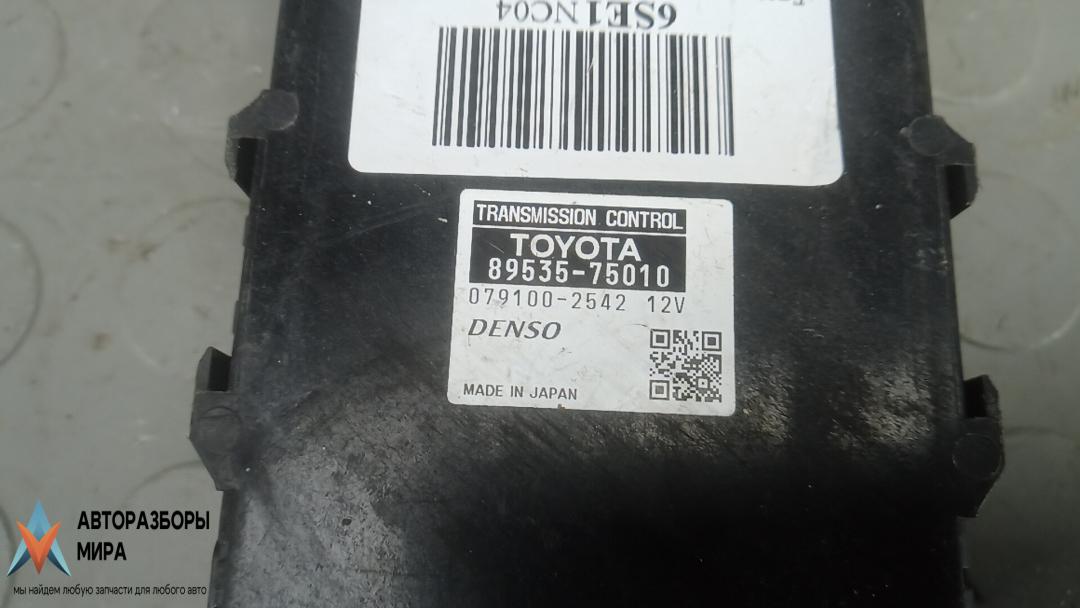 6SE1NC04
TRANSMISSION CONTROL
TOYOTA
89535-75010
079100-2542 12V
DENSO
MADE IN JAPAN
АВТОРАЗБОРЫ
МИРА
мы найдем любую запчасти для любого авто